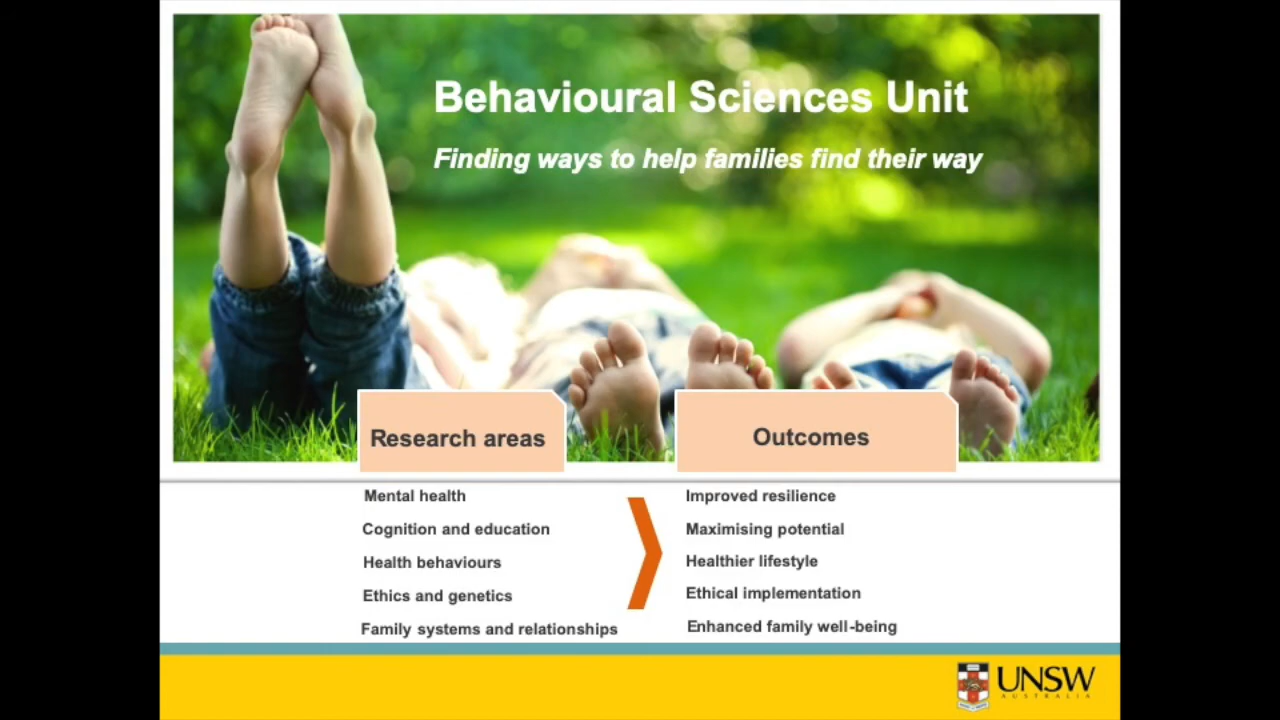 Behavioural Sciences Unit
Finding ways to help families find their way
Research areas
Mental health
Cognition and education
Health behaviours
Ethics and genetics
Family systems and relationships
Outcomes
Improved resilience
Maximising potential
Healthier lifestyle
Ethical implementation
Enhanced family well-being
UNSW
AUSTRALIA